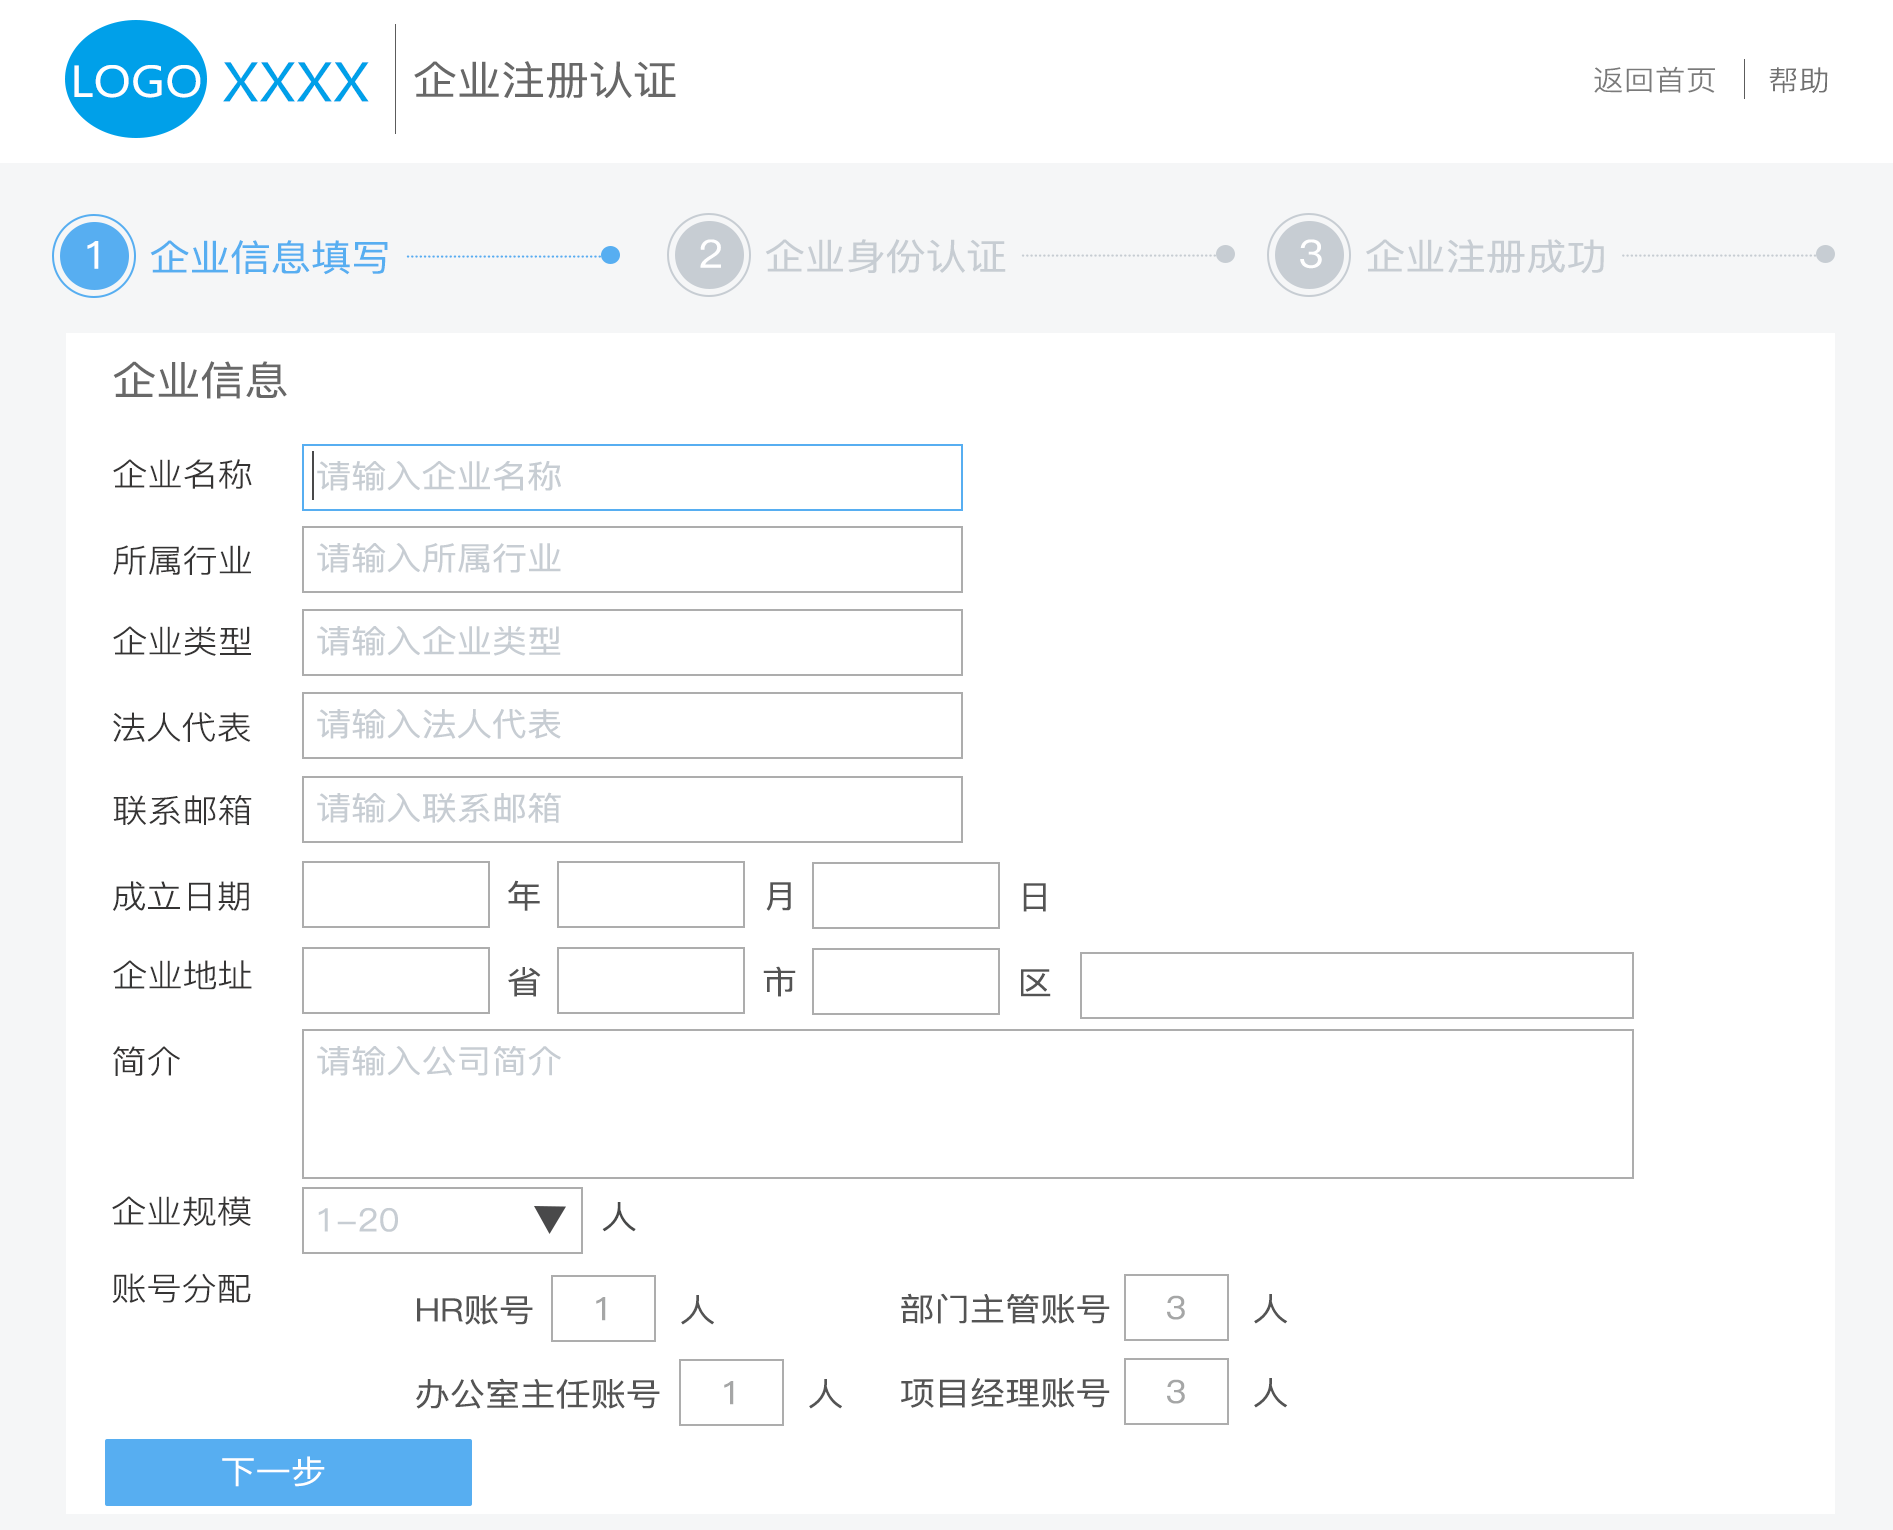 LOGO XXXX 企业注册认证 返回首页 帮助
1 企业信息填写 2 企业身份认证 3 企业注册成功
企业信息
企业名称 请输入企业名称
所属行业 请输入所属行业
企业类型 请输入企业类型
法人代表 请输入法人代表
联系邮箱 请输入联系邮箱
成立日期 年 月 日
企业地址 省 市 区
简介 请输入公司简介
企业规模 1-20 人
账号分配
HR账号 1 人 部门主管账号 3 人
办公室主任账号 1 人 项目经理账号 3 人
下一步